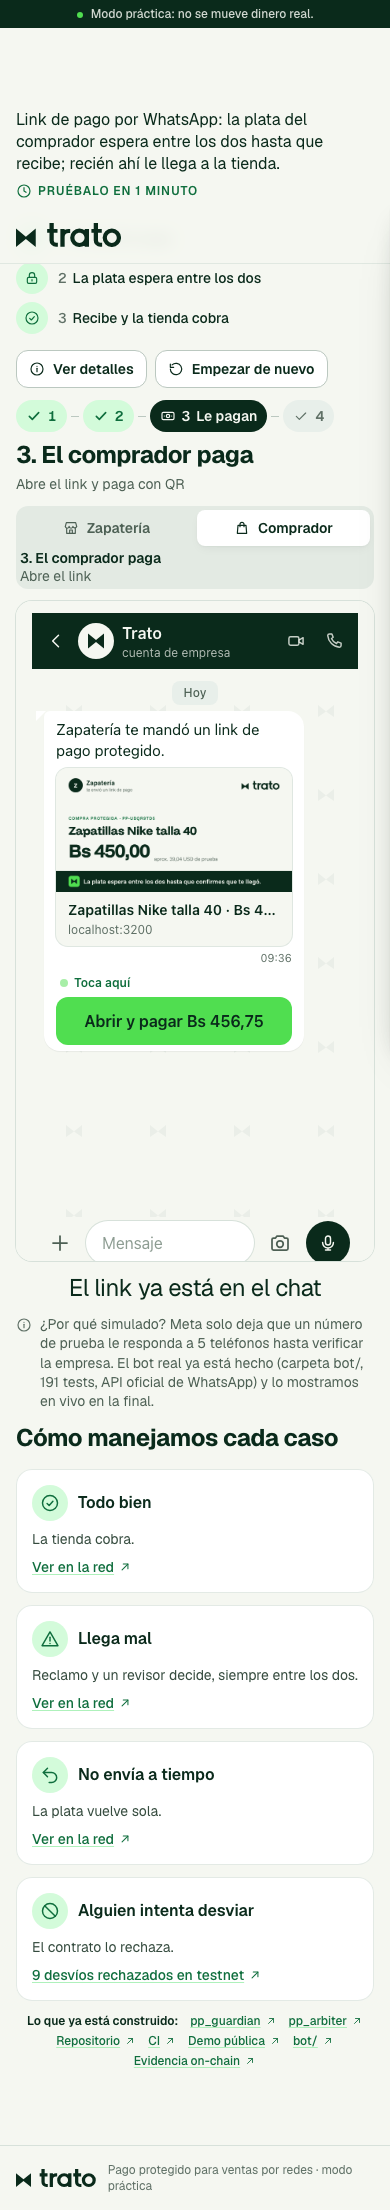 Modo práctica: no se mueve dinero real.
Link de pago por WhatsApp: la plata del
comprador espera entre los dos hasta que
recibe; recién ahí le llega a la tienda.
PRUÉBALO EN 1 MINUTO
trato
2 La plata espera entre los dos
3 Recibe y la tienda cobra
Ver detalles
Empezar de nuevo
1
2
3 Le pagan
4
3. El comprador paga
Abre el link y paga con QR
Zapatería
Comprador
3. El comprador paga
Abre el link
Trato
cuenta de empresa
Hoy
Zapatería te mandó un link de
pago protegido.
Z Zapatería
trato
Zapatillas Nike talla 40
Bs 450,00
La plata espera entre los dos hasta que confirmes que te llegó.
Zapatillas Nike talla 40 · Bs 4...
localhost:3200
09:36
Toca aquí
Abrir y pagar Bs 456,75
Mensaje
El link ya está en el chat
¿Por qué simulado? Meta solo deja que un número
de prueba le responda a 5 teléfonos hasta verificar
la empresa. El bot real ya está hecho (carpeta bot/,
191 tests, API oficial de WhatsApp) y lo mostramos
en vivo en la final.
Cómo manejamos cada caso
Todo bien
La tienda cobra.
Ver en la red
Llega mal
Reclamo y un revisor decide, siempre entre los dos.
Ver en la red
No envía a tiempo
La plata vuelve sola.
Ver en la red
Alguien intenta desviar
El contrato lo rechaza.
9 desvíos rechazados en testnet
Lo que ya está construido: pp_guardian pp_arbiter
Repositorio CI Demo pública bot/
Evidencia on-chain
trato
Pago protegido para ventas por redes · modo
práctica